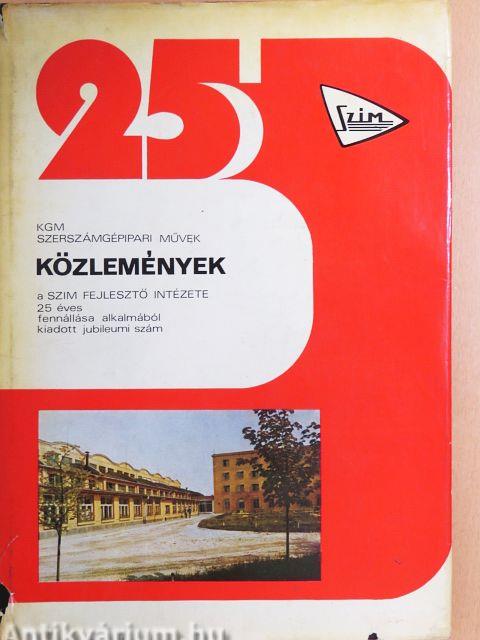 25
SZIM
KGM
SZERSZÁMGÉPIPARI MŰVEK
KÖZLEMÉNYEK
a SZIM FEJLESZTŐ INTÉZETE
25 éves
fennállása alkalmából
kiadott jubileumi szám
Antikvárium.hu